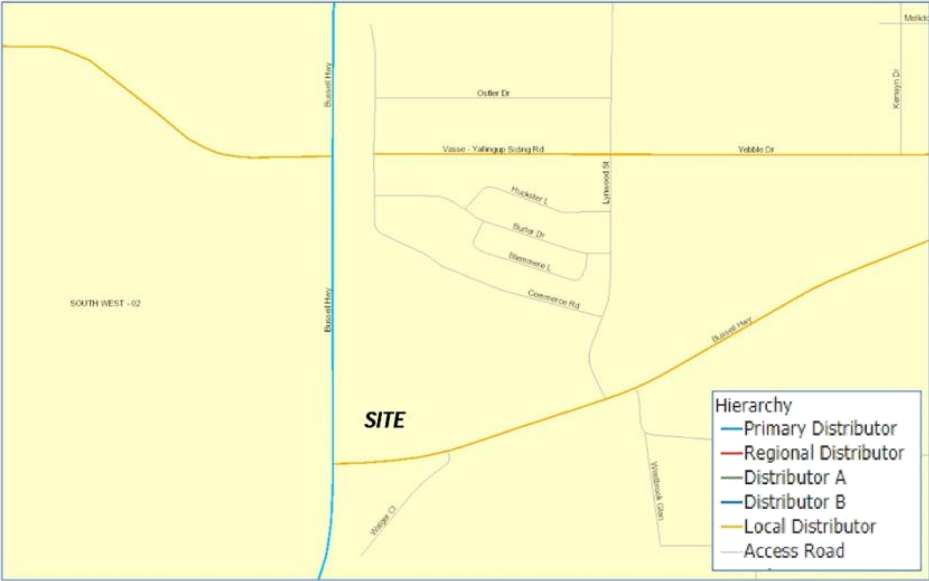 Melldo
Kerwyn Dr
Bussell Hwy
Ostler Dr
Vasse - Yallingup Siding Rd
Yebble Dr
Lynwood St
Huckster L
Burler Dr
Blemmere L
SOUTH WEST - 02
Commerce Rd
Bussell Hwy
Bussell Hwy
SITE
Westbrook Glen
Walger Ct
Hierarchy
Primary Distributor
Regional Distributor
Distributor A
Distributor B
Local Distributor
Access Road